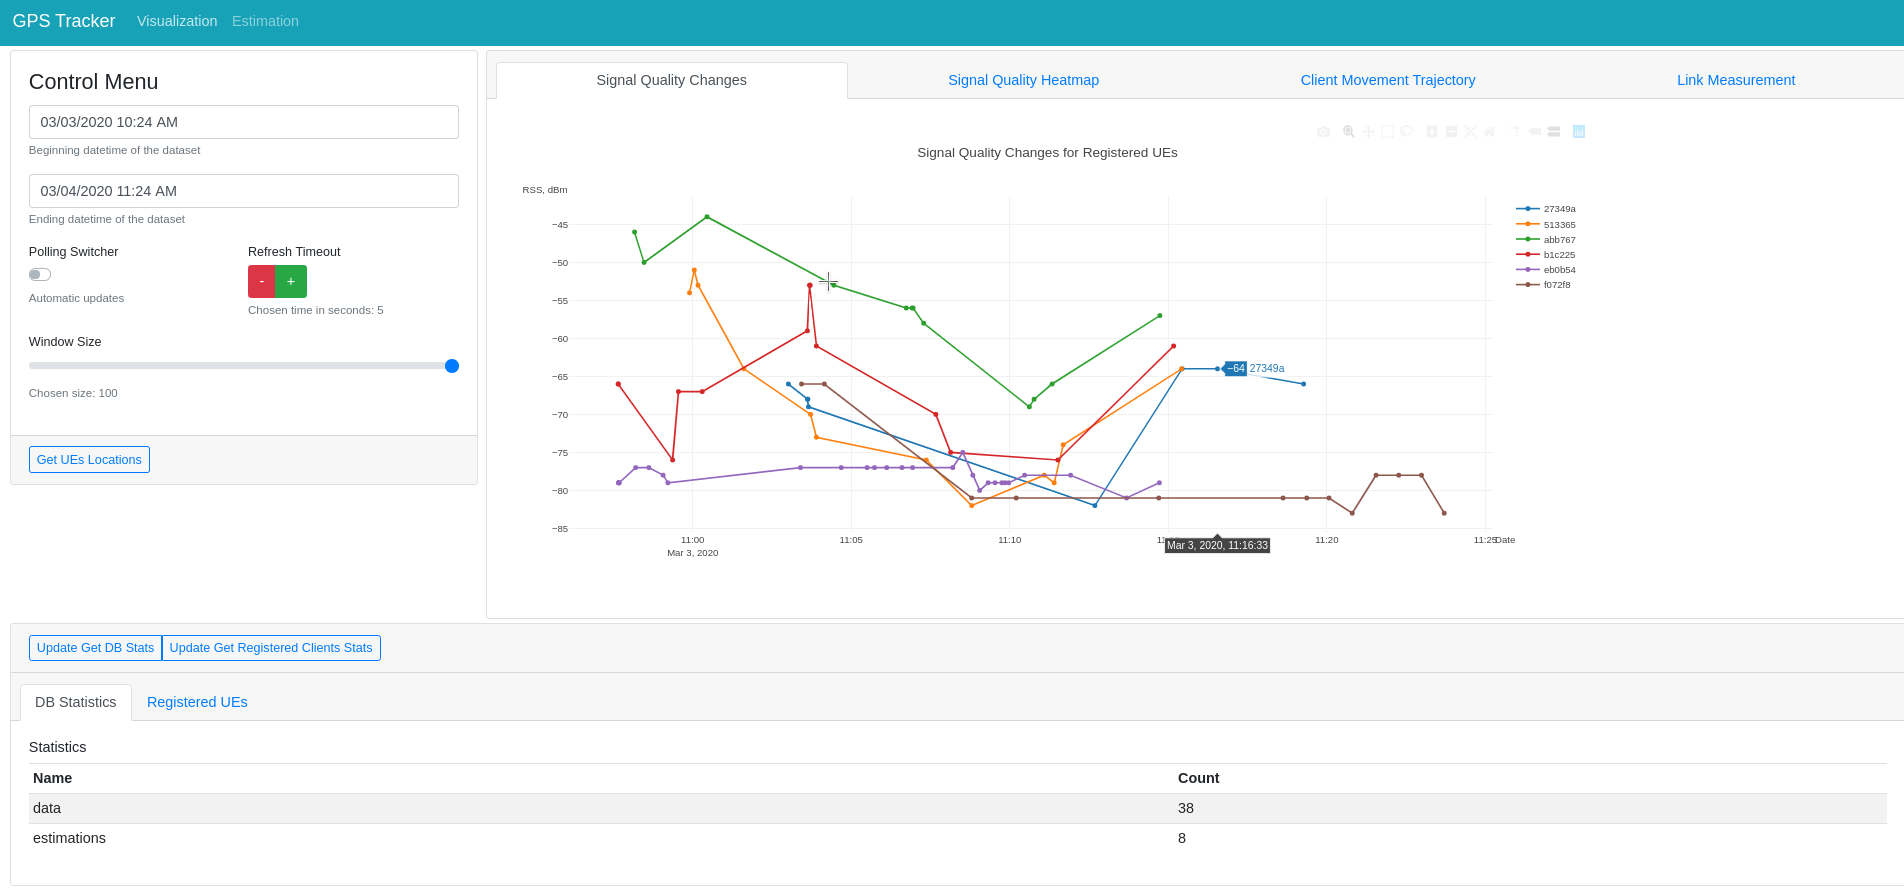 GPS Tracker Visualization Estimation
Control Menu
03/03/2020 10:24 AM
Beginning datetime of the dataset
03/04/2020 11:24 AM
Ending datetime of the dataset
Polling Switcher Refresh Timeout
- +
Automatic updates
Chosen time in seconds: 5
Window Size
Chosen size: 100
Get UEs Locations
Signal Quality Changes Signal Quality Heatmap Client Movement Trajectory Link Measurement
Signal Quality Changes for Registered UEs
RSS, dBm
−45
−50
−55
−60
−65
−70
−75
−80
−85
−64 27349a
27349a
513365
abb767
b1c225
eb0b54
f072f8
11:00 11:05 11:10 11:20 11:25 Date
Mar 3, 2020
Mar 3, 2020, 11:16:33
Update Get DB Stats Update Get Registered Clients Stats
DB Statistics Registered UEs
Statistics
Name Count
data 38
estimations 8